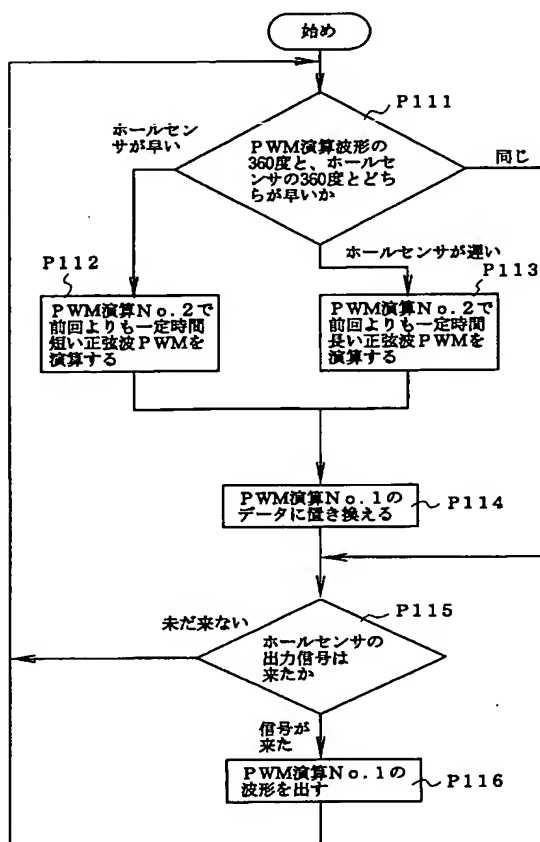 始め
P111
ホールセン
サが早い
PWM演算波形の
360度と、ホールセ
ンサの360度とどち
らが早いか
同じ
ホールセンサが遅い
P112
P113
PWM演算No.2で
前回よりも一定時間
短い正弦波PWMを
演算する
PWM演算No.2で
前回よりも一定時間
長い正弦波PWMを
演算する
PWM演算No.1の
データに置き換える
P114
未だ来ない
P115
ホールセンサの
出力信号は
来たか
信号が
来た
PWM演算No.1の
波形を出す
P116